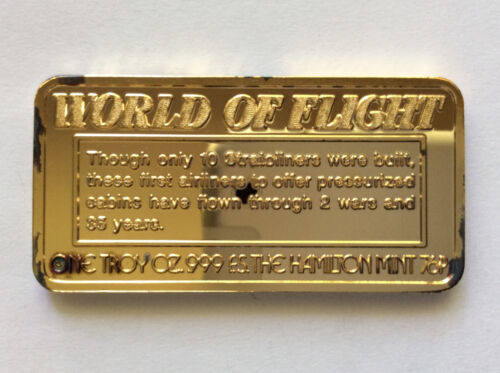 WORLD OF FLIGHT
Though only 10 Stratoliners were built,
these first airliners to offer pressurized
cabins have flown through 2 wars and
35 years.
ONE TROY OZ. 999 F.S. THE HAMILTON MINT 76P